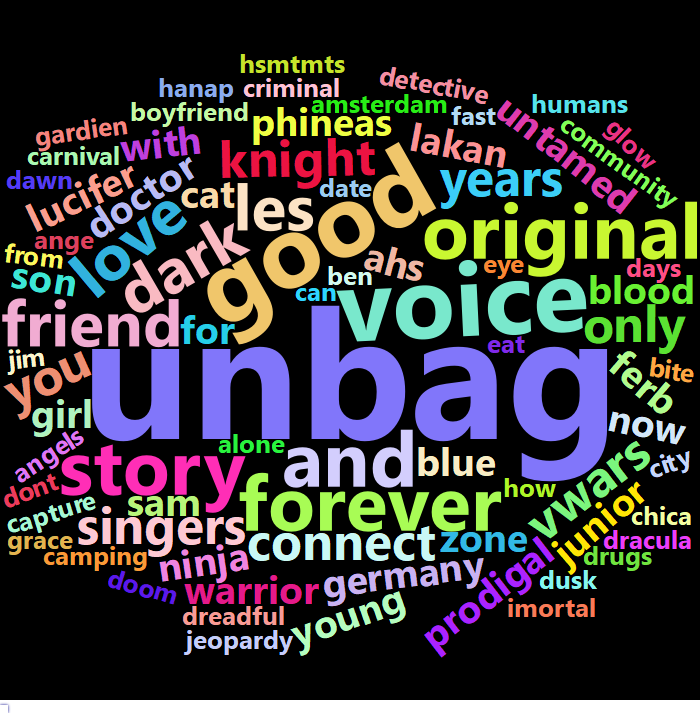 hsmtmts
hanap criminal detective
boyfriend amsterdam fast humans
gardien phineas untamed community glow
carnival with knight lakan
dawn lucifer doctor cat les date years
ange love dark good original
from son ahs eye days
ben can voice blood
friend for only
jim you unbag eat ferb bite
girl now
angels alone story and blue vwars city
dont capture sam forever how chica
grace singers connect zone junior dracula
camping ninja germany prodigal drugs
doom warrior dusk
dreadful young imortal
jeopardy